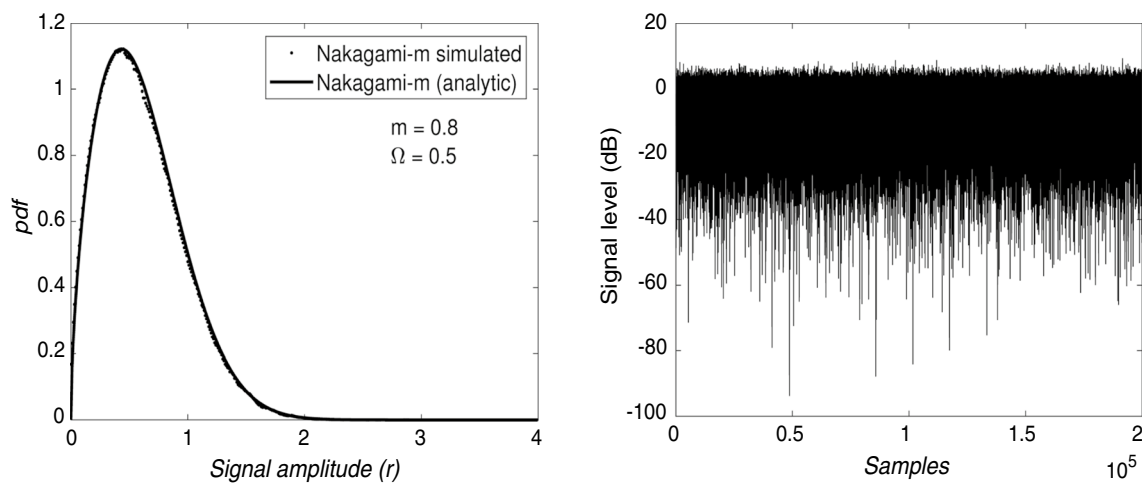 1.2
1
0.8
0.6
0.4
0.2
0
pdf
Nakagami-m simulated
Nakagami-m (analytic)
m = 0.8
Ω = 0.5
0 1 2 3 4
Signal amplitude (r)
20
0
-20
-40
-60
-80
-100
Signal level (dB)
0 0.5 1 1.5 2
Samples
10⁵